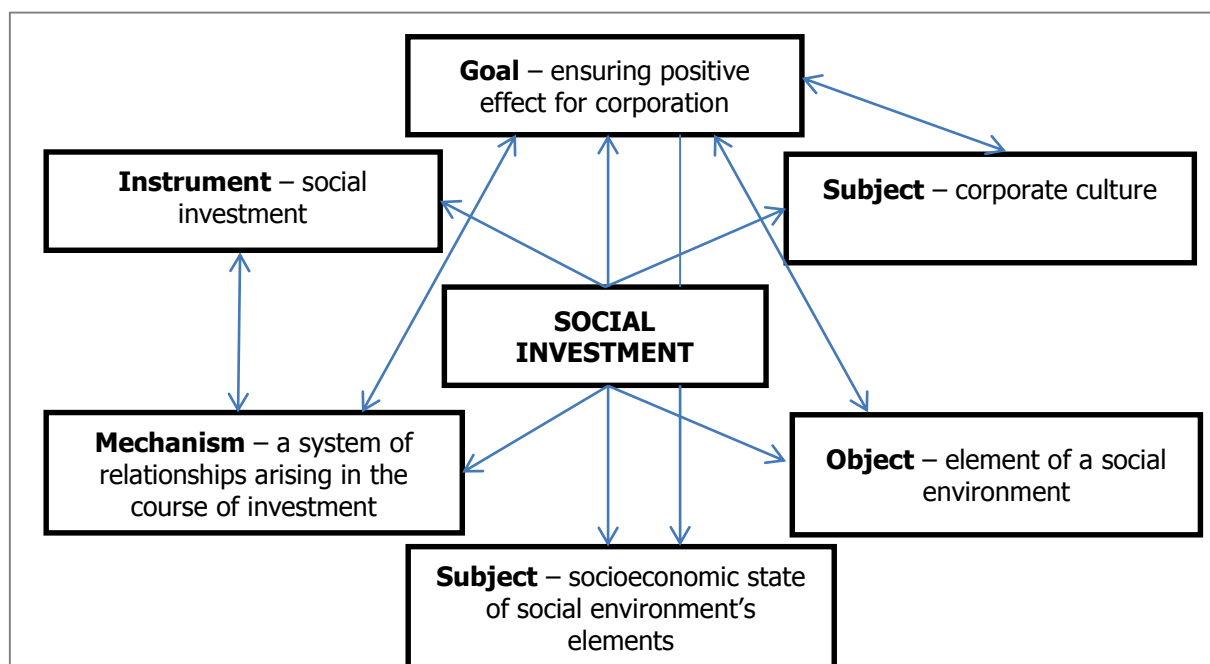 Goal – ensuring positive
effect for corporation
Instrument – social
investment
Subject – corporate culture
SOCIAL
INVESTMENT
Mechanism – a system of
relationships arising in the
course of investment
Object – element of a social
environment
Subject – socioeconomic state
of social environment’s
elements